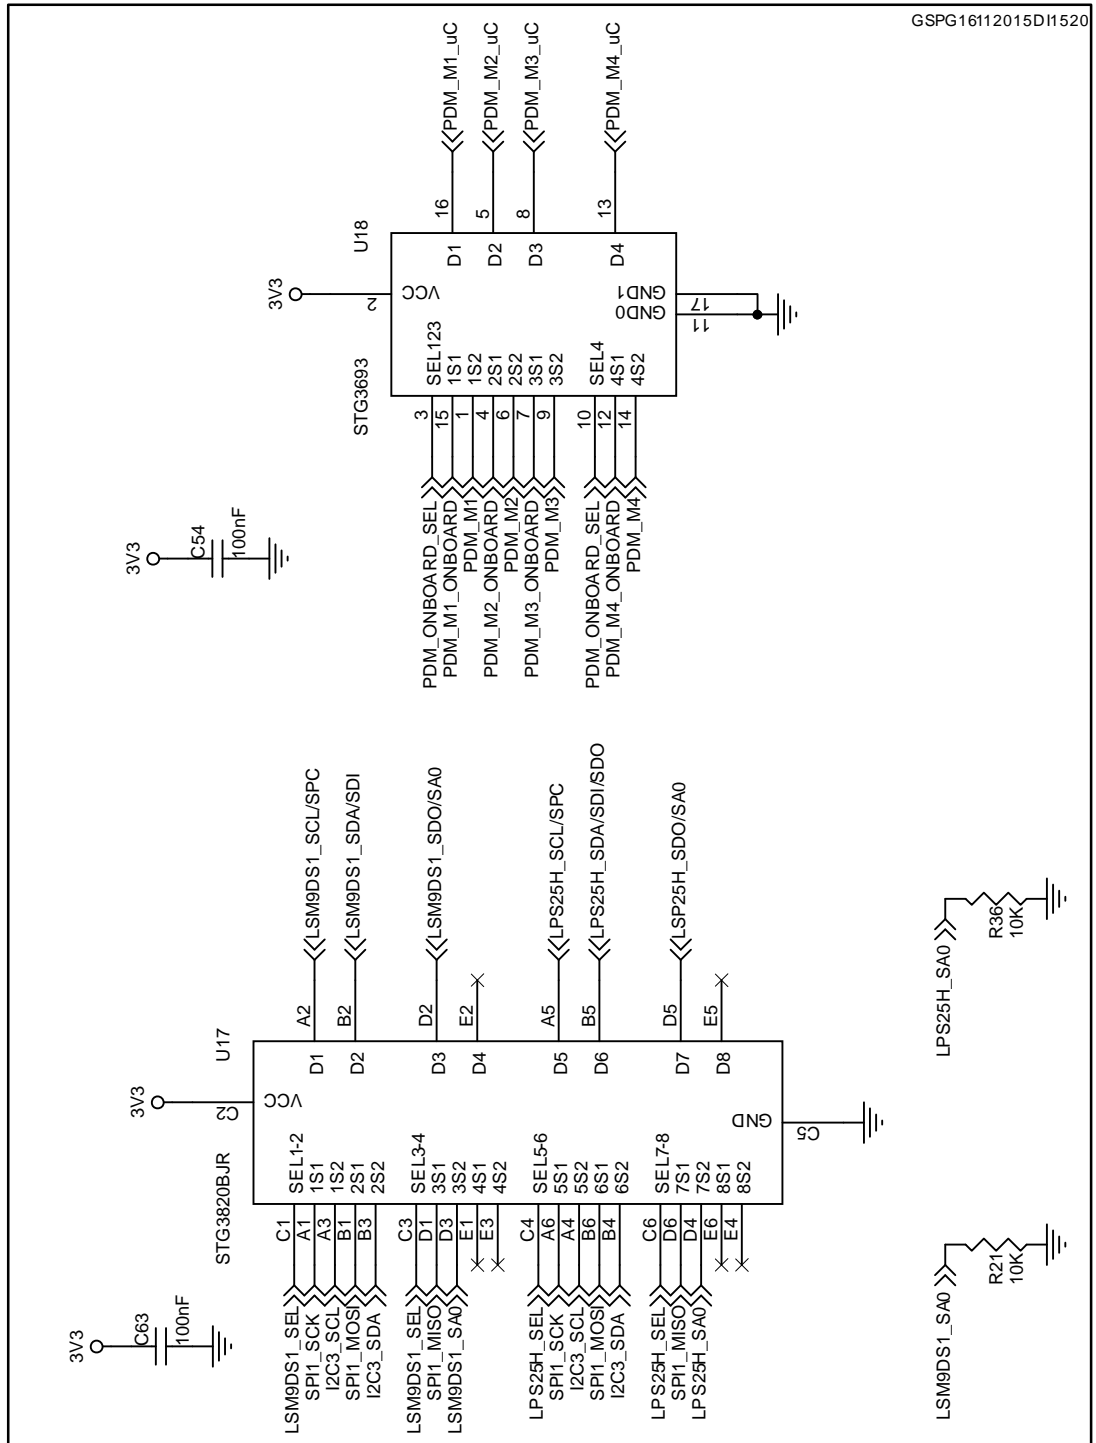 GSPG16112015DI1520
PDM_M1_uC
PDM_M2_uC
PDM_M3_uC
PDM_M4_uC
16
5
8
13
U18
D1
D2
D3
D4
3V3
2
VCC
GND1
GND0
17
11
STG3693
SEL123
1S1
1S2
2S1
2S2
3S1
3S2
SEL4
4S1
4S2
3
15
1
4
6
7
9
10
12
14
PDM_ONBOARD_SEL
PDM_M1_ONBOARD
PDM_M1
PDM_M2_ONBOARD
PDM_M2
PDM_M3_ONBOARD
PDM_M3
PDM_ONBOARD_SEL
PDM_M4_ONBOARD
PDM_M4
3V3
C54
100nF
LSM9DS1_SCL/SPC
LSM9DS1_SDA/SDI
LSM9DS1_SDO/SA0
LPS25H_SCL/SPC
LPS25H_SDA/SDI/SDO
LSP25H_SDO/SA0
A2
B2
D2
E2
A5
B5
D5
E5
U17
D1
D2
D3
D4
D5
D6
D7
D8
3V3
C2
VCC
GND
C5
STG3820BJR
SEL1-2
1S1
1S2
2S1
2S2
SEL3-4
3S1
3S2
4S1
4S2
SEL5-6
5S1
5S2
6S1
6S2
SEL7-8
7S1
7S2
8S1
8S2
C1
A1
A3
B1
B3
C3
D1
D3
E1
E3
C4
A6
A4
B6
B4
C6
D6
D4
E6
E4
LSM9DS1_SEL
SPI1_SCK
I2C3_SCL
SPI1_MOSI
I2C3_SDA
LSM9DS1_SEL
SPI1_MISO
LSM9DS1_SA0
LPS25H_SEL
SPI1_SCK
I2C3_SCL
SPI1_MOSI
I2C3_SDA
LPS25H_SEL
SPI1_MISO
LPS25H_SA0
3V3
C63
100nF
LPS25H_SA0
R36
10K
LSM9DS1_SA0
R21
10K